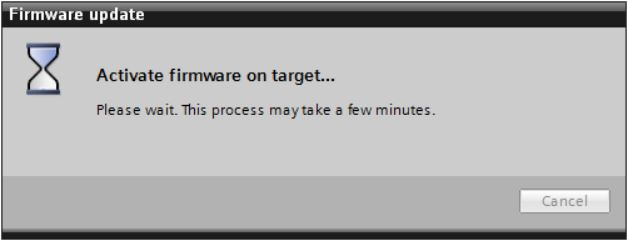 Firmware update
Activate firmware on target...
Please wait. This process may take a few minutes.
Cancel